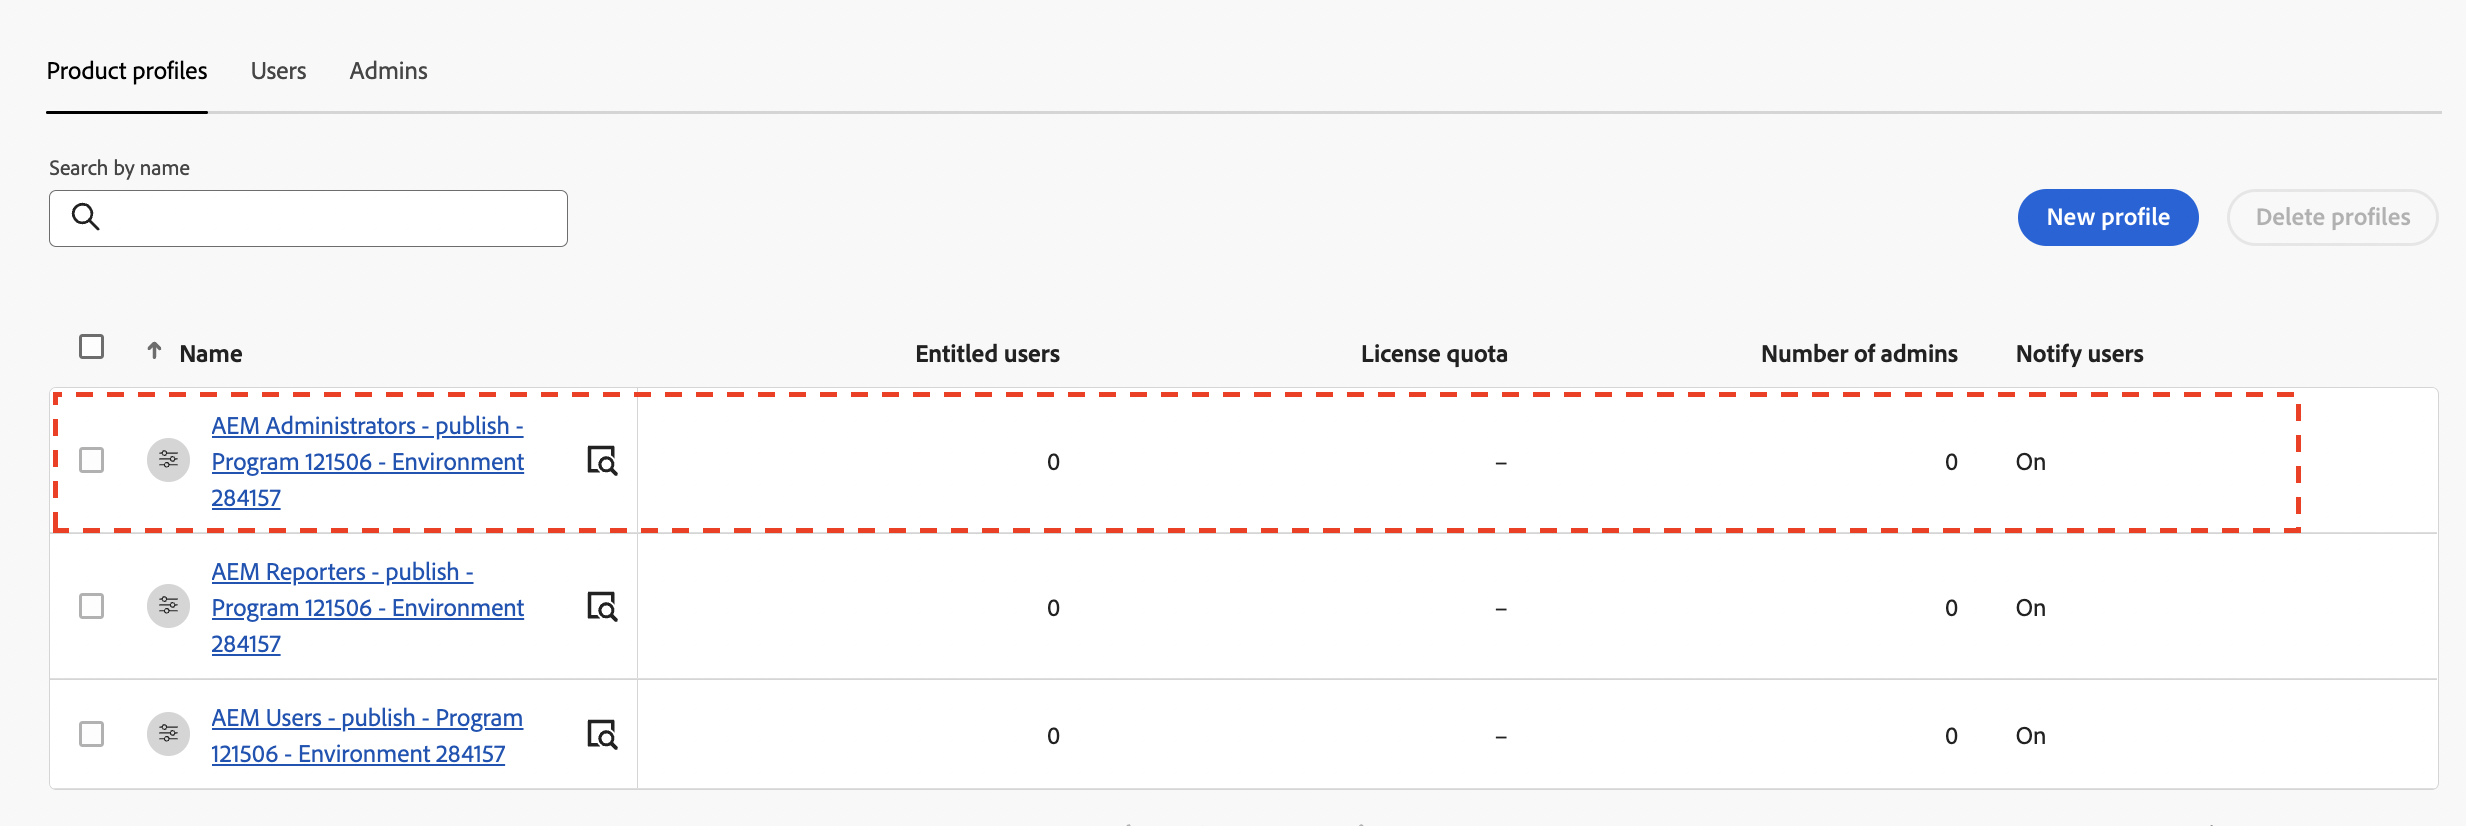 Product profiles Users Admins
Search by name
New profile Delete profiles
Name Entitled users License quota Number of admins Notify users
AEM Administrators - publish -
Program 121506 - Environment
284157
0 – 0 On
AEM Reporters - publish -
Program 121506 - Environment
284157
0 – 0 On
AEM Users - publish - Program
121506 - Environment 284157
0 – 0 On